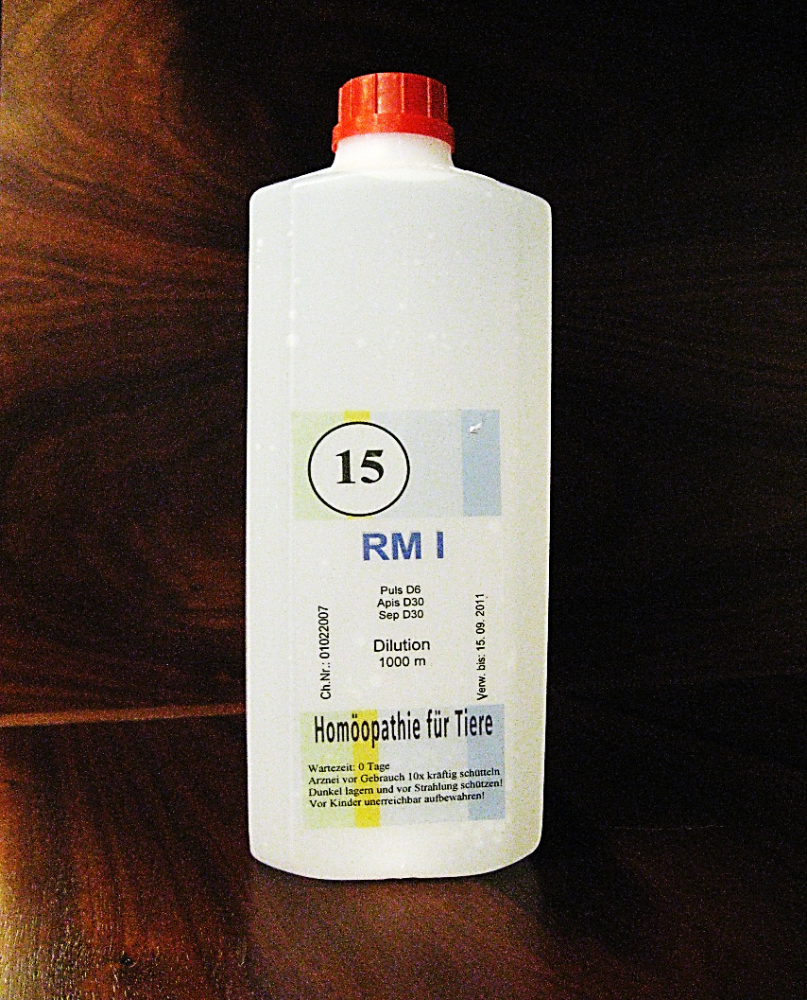 15
RM I
Puls D6
Apis D30
Sep D30
Dilution
1000 m
Ch.Nr.: 01022007
Verw. bis: 15. 09. 2011
Homöopathie für Tiere
Wartezeit: 0 Tage
Arznei vor Gebrauch 10x kräftig schütteln
Dunkel lagern und vor Strahlung schützen!
Vor Kinder unerreichbar aufbewahren!